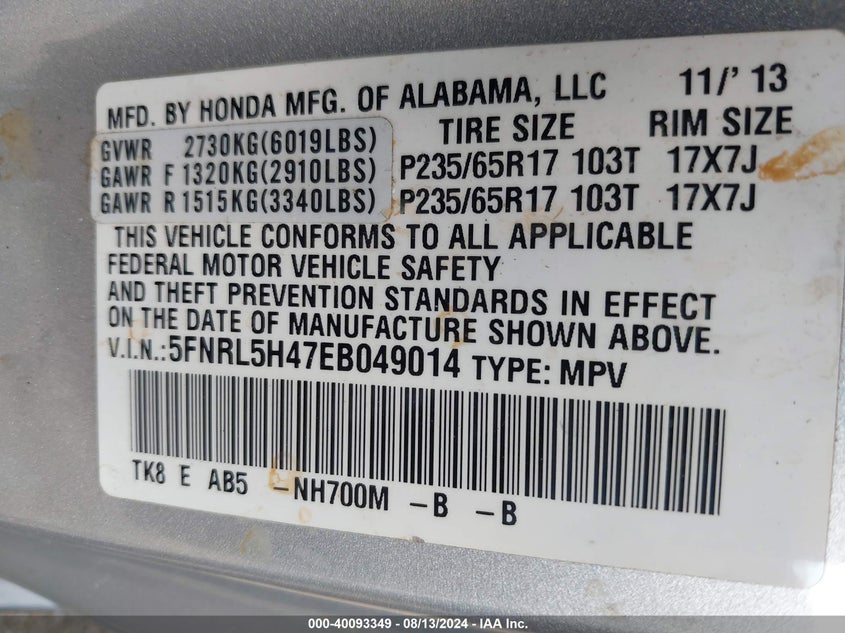 MFD. BY HONDA MFG. OF ALABAMA, LLC 11/' 13
GVWR 2730KG(6019LBS) TIRE SIZE RIM SIZE
GAWR F 1320KG(2910LBS) P235/65R17 103T 17X7J
GAWR R 1515KG(3340LBS) P235/65R17 103T 17X7J
THIS VEHICLE CONFORMS TO ALL APPLICABLE
FEDERAL MOTOR VEHICLE SAFETY
AND THEFT PREVENTION STANDARDS IN EFFECT
ON THE DATE OF MANUFACTURE SHOWN ABOVE.
V.I.N.:5FNRL5H47EB049014 TYPE: MPV
TK8 E AB5 -NH700M -B -B
000-40093349 - 08/13/2024 - IAA Inc.